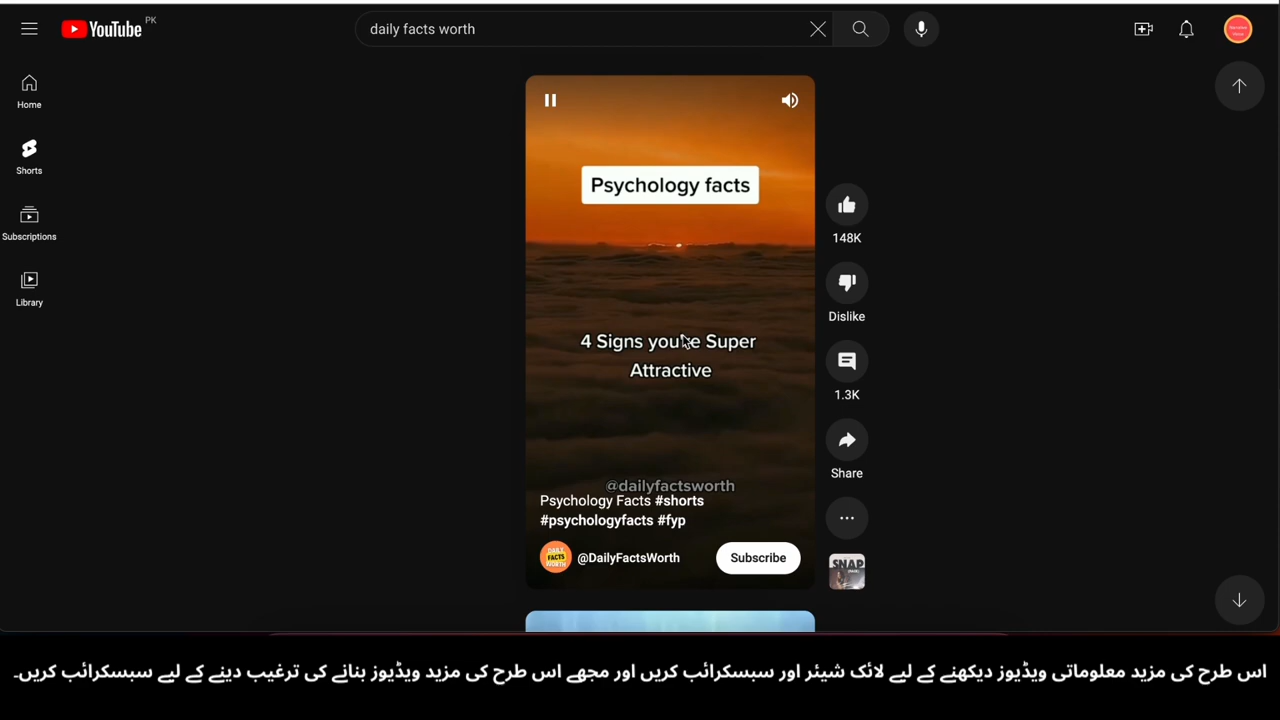 YouTube PK
daily facts worth
Home
Shorts
Subscriptions
Library
Psychology facts
4 Signs you're Super
Attractive
@dailyfactsworth
Psychology Facts #shorts
#psychologyfacts #fyp
DAILY
FACTS
WORTH
@DailyFactsWorth
Subscribe
148K
Dislike
1.3K
Share
SNAP
اس طرح کی مزید معلوماتی ویڈیوز دیکھنے کے لیے لائک شیئر اور سبسکرائب کریں اور مجھے اس طرح کی مزید ویڈیوز بنانے کی ترغیب دینے کے لیے سبسکرائب کریں۔